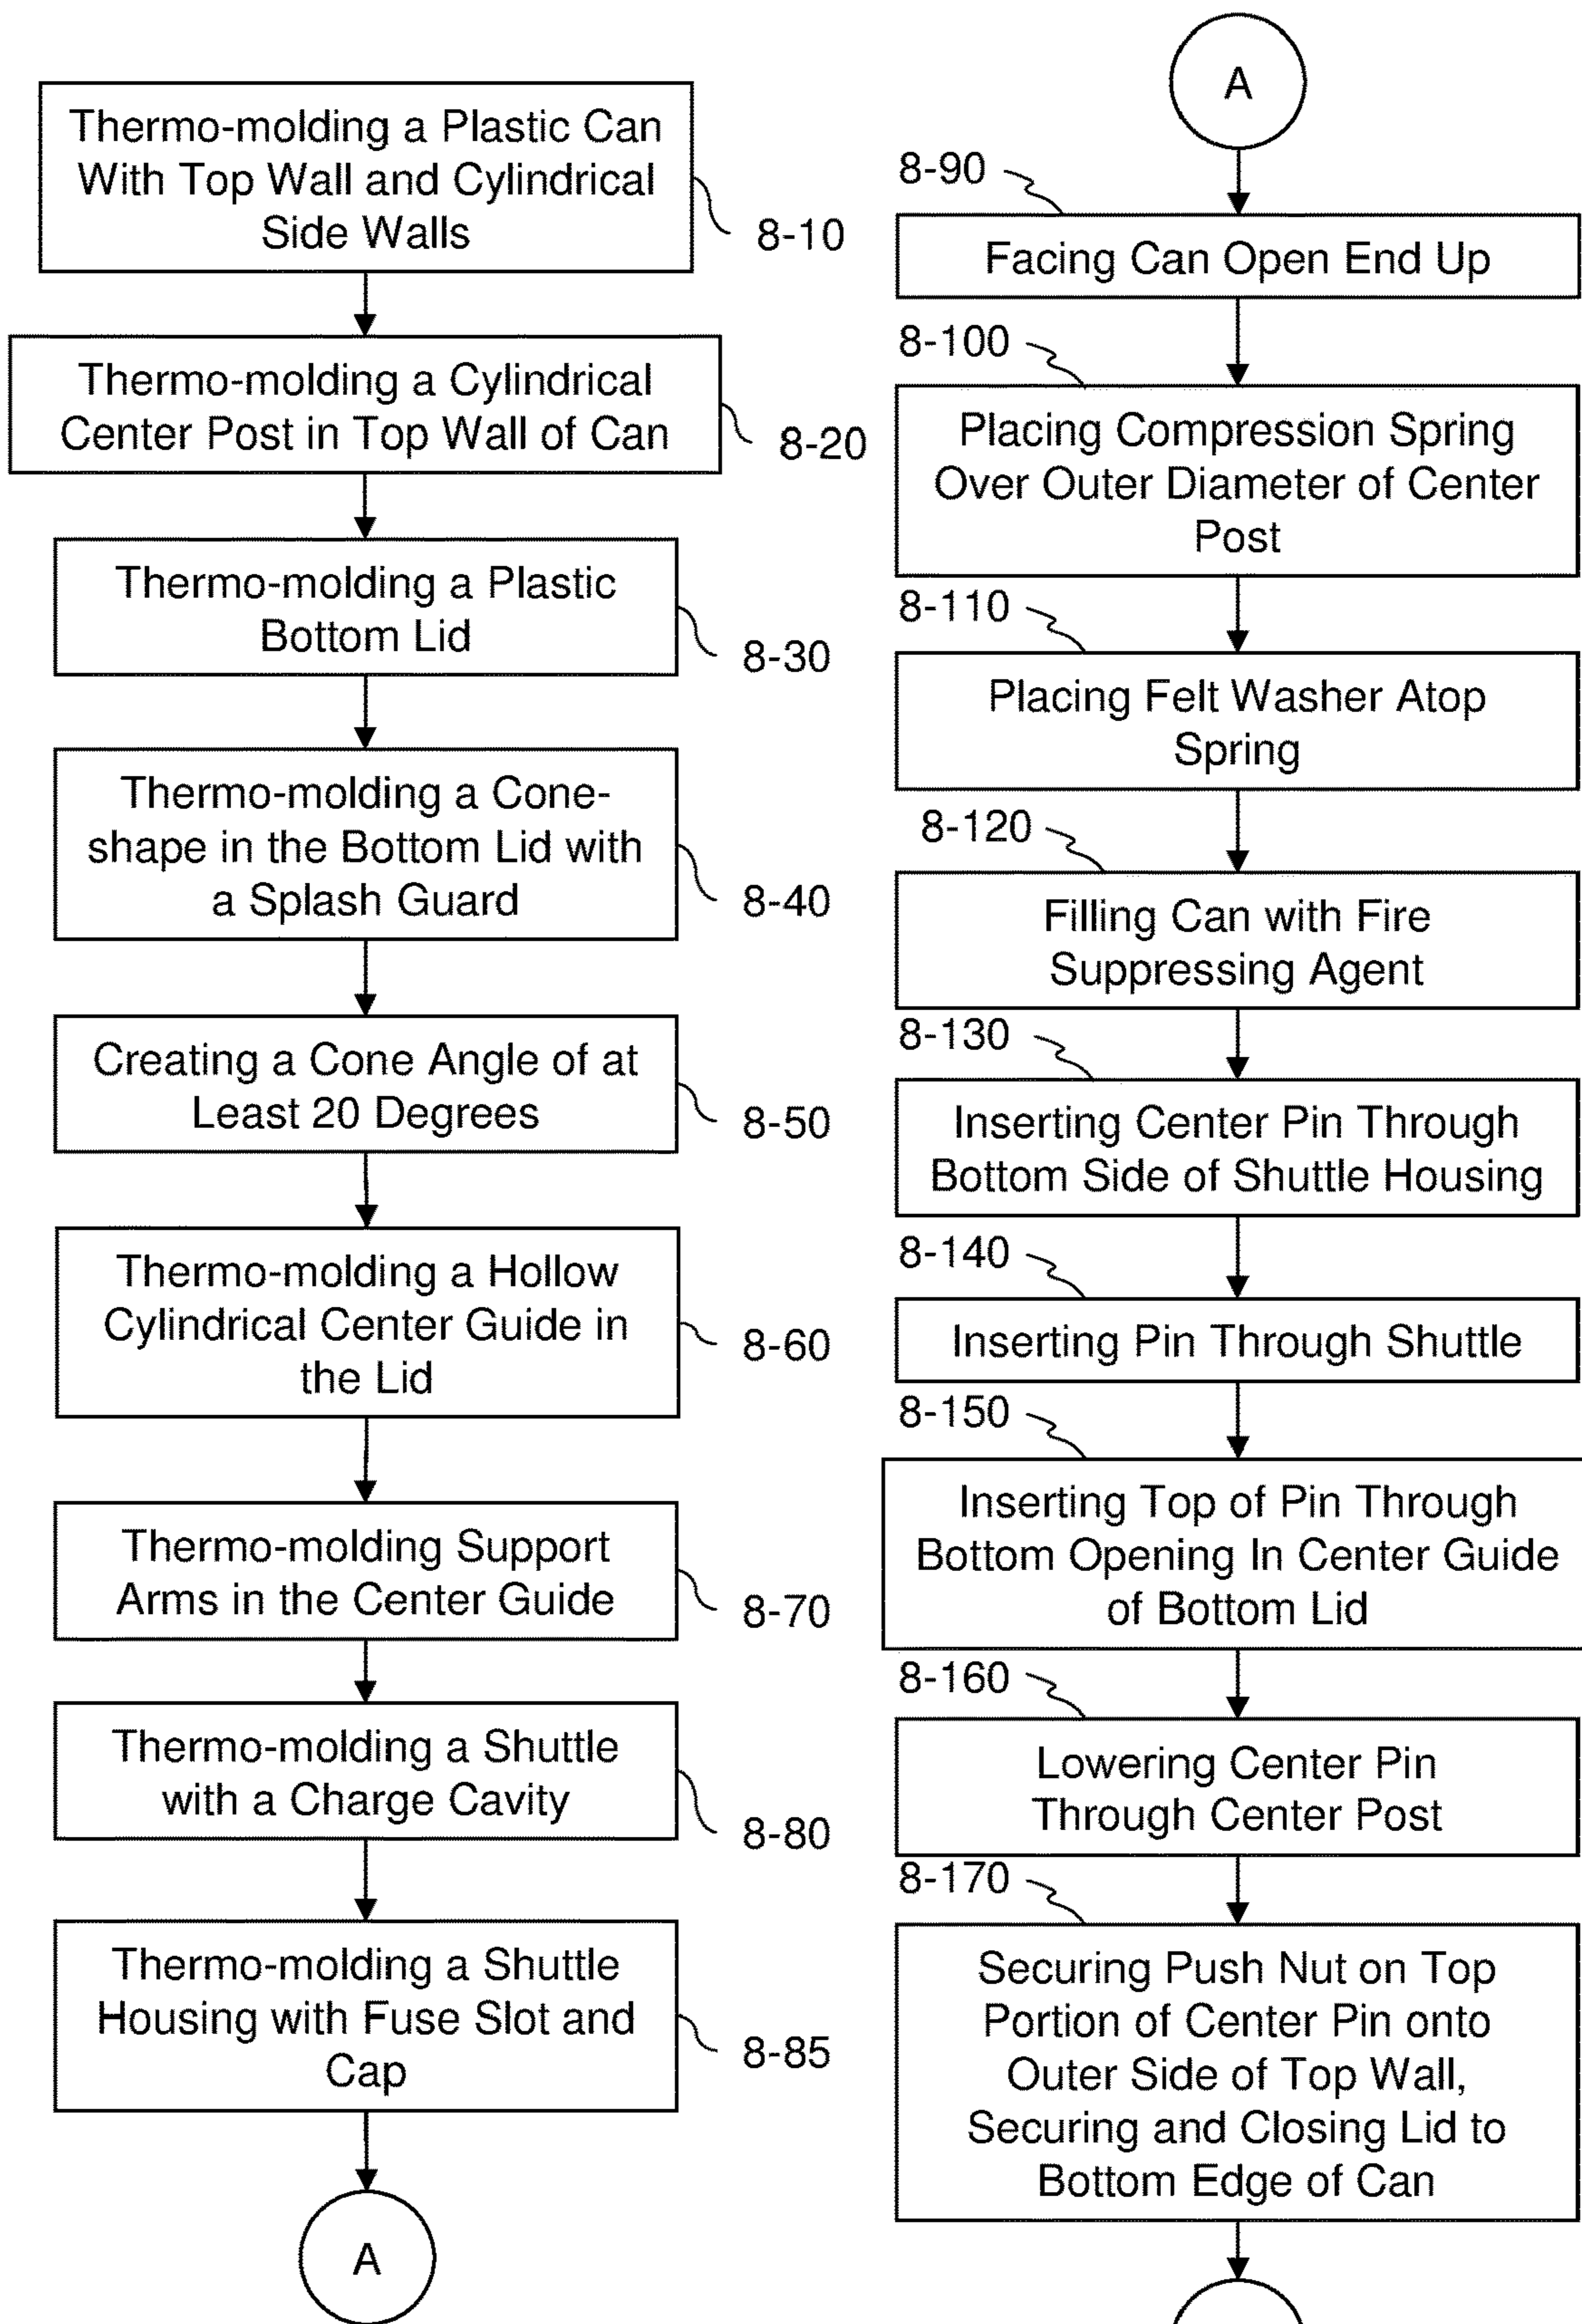 Thermo-molding a Plastic Can
With Top Wall and Cylindrical
Side Walls
8-10
Thermo-molding a Cylindrical
Center Post in Top Wall of Can
8-20
Thermo-molding a Plastic
Bottom Lid
8-30
Thermo-molding a Cone-
shape in the Bottom Lid with
a Splash Guard
8-40
Creating a Cone Angle of at
Least 20 Degrees
8-50
Thermo-molding a Hollow
Cylindrical Center Guide in
the Lid
8-60
Thermo-molding Support
Arms in the Center Guide
8-70
Thermo-molding a Shuttle
with a Charge Cavity
8-80
Thermo-molding a Shuttle
Housing with Fuse Slot and
Cap
8-85
A
A
8-90
Facing Can Open End Up
8-100
Placing Compression Spring
Over Outer Diameter of Center
Post
8-110
Placing Felt Washer Atop
Spring
8-120
Filling Can with Fire
Suppressing Agent
8-130
Inserting Center Pin Through
Bottom Side of Shuttle Housing
8-140
Inserting Pin Through Shuttle
8-150
Inserting Top of Pin Through
Bottom Opening In Center Guide
of Bottom Lid
8-160
Lowering Center Pin
Through Center Post
8-170
Securing Push Nut on Top
Portion of Center Pin onto
Outer Side of Top Wall,
Securing and Closing Lid to
Bottom Edge of Can